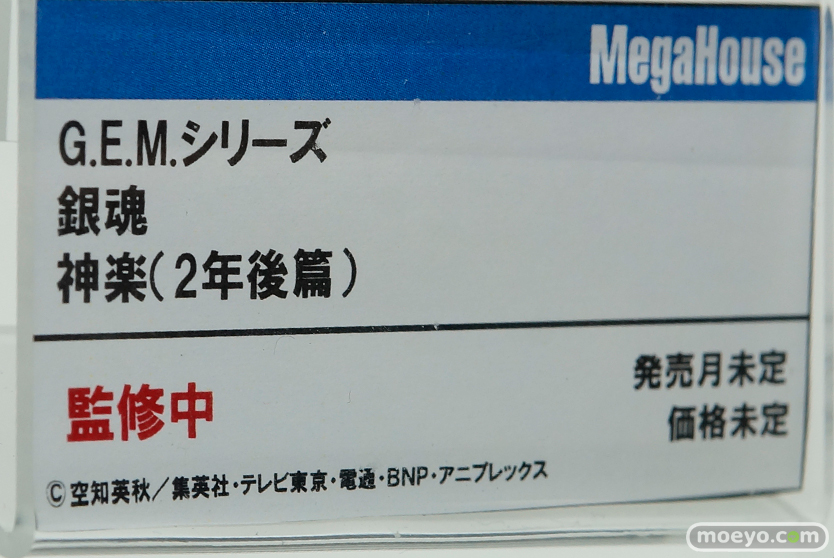 MegaHouse
G.E.M.シリーズ
銀魂
神楽(2年後篇)
発売月未定
監修中
価格未定
©空知英秋/集英社・テレビ東京・電通・BNP・アニプレックス
moeyo.com